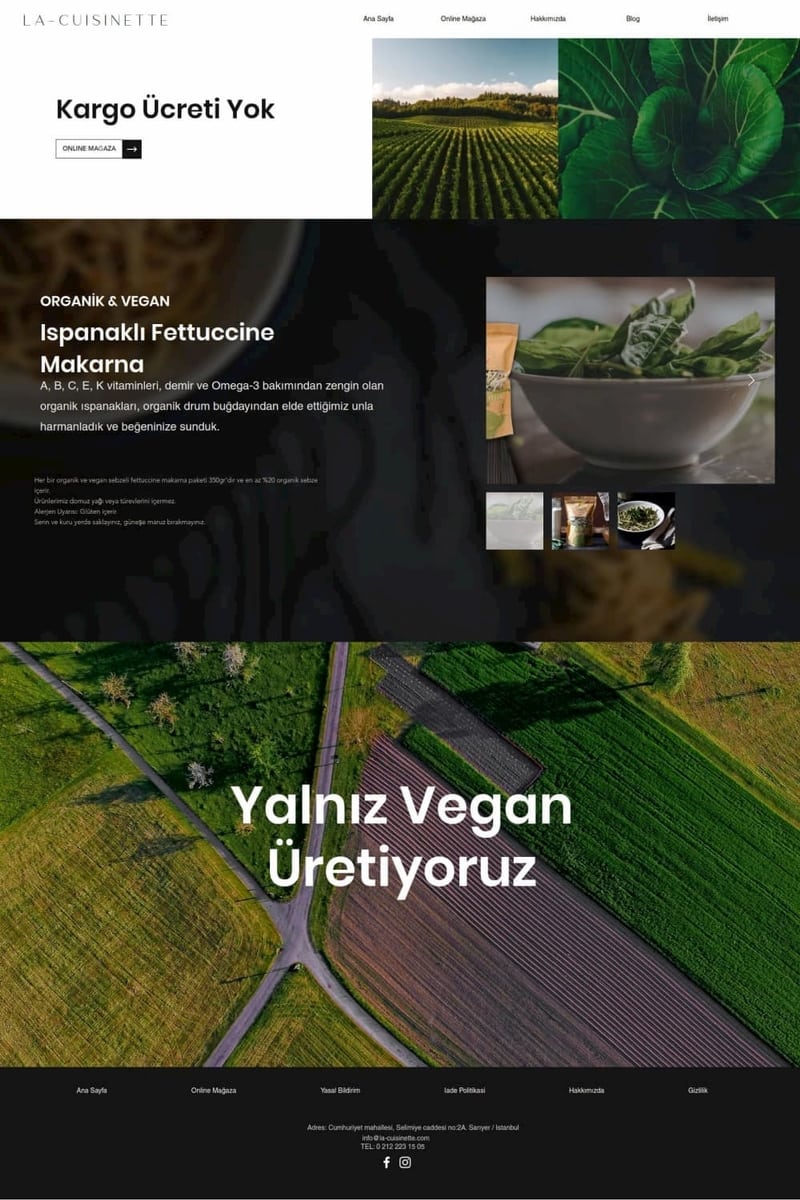 LA-CUISINETTE
Ana Sayfa
Online Mağaza
Hakkımızda
Blog
İletişim
Kargo Ücreti Yok
ONLINE MAĞAZA
ORGANİK & VEGAN
Ispanaklı Fettuccine
Makarna
A, B, C, E, K vitaminleri, demir ve Omega-3 bakımından zengin olan
organik ıspanakları, organik drum buğdayından elde ettiğimiz unla
harmanladık ve beğeninize sunduk.
Her bir organik ve vegan sebzeli fettuccine makarna paketi 350gr'dir ve en az %20 organik sebze
içerir.
Ürünlerimiz domuz yağı veya türevlerini içermez.
Alerjen Uyarısı: Glüten içerir
Serin ve kuru yerde saklayınız, güneşe maruz bırakmayınız.
Yalnız Vegan
Üretiyoruz
Ana Sayfa
Online Mağaza
Yasal Bildirim
Iade Politikasi
Hakkımızda
Gizlilik
Adres: Cumhuriyet mahallesi, Selimiye caddesi no:2A. Sarıyer / Istanbul
info@la-cuisinette.com
TEL: 0 212 223 15 05